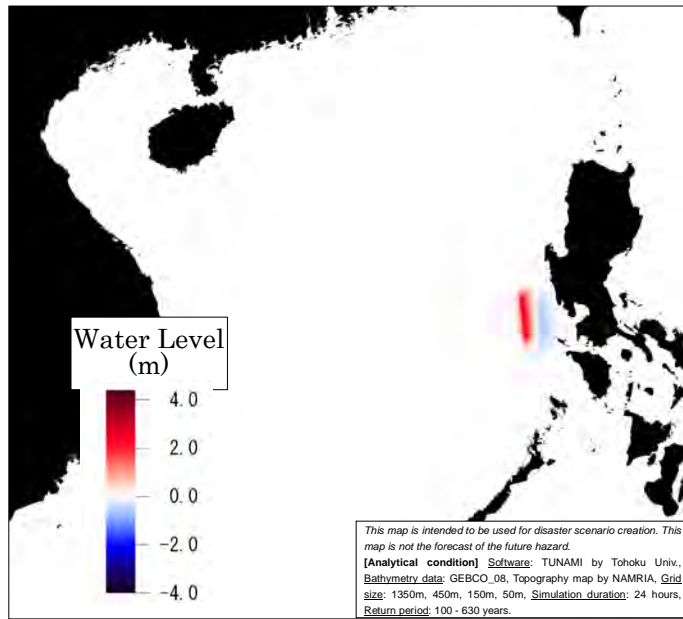 Water Level
(m)
4.0
2.0
0.0
-2.0
-4.0
This map is intended to be used for disaster scenario creation. This
map is not the forecast of the future hazard.
[Analytical condition] Software: TUNAMI by Tohoku Univ.,
Bathymetry data: GEBCO_08, Topography map by NAMRIA, Grid
size: 1350m, 450m, 150m, 50m, Simulation duration: 24 hours,
Return period: 100 - 630 years.